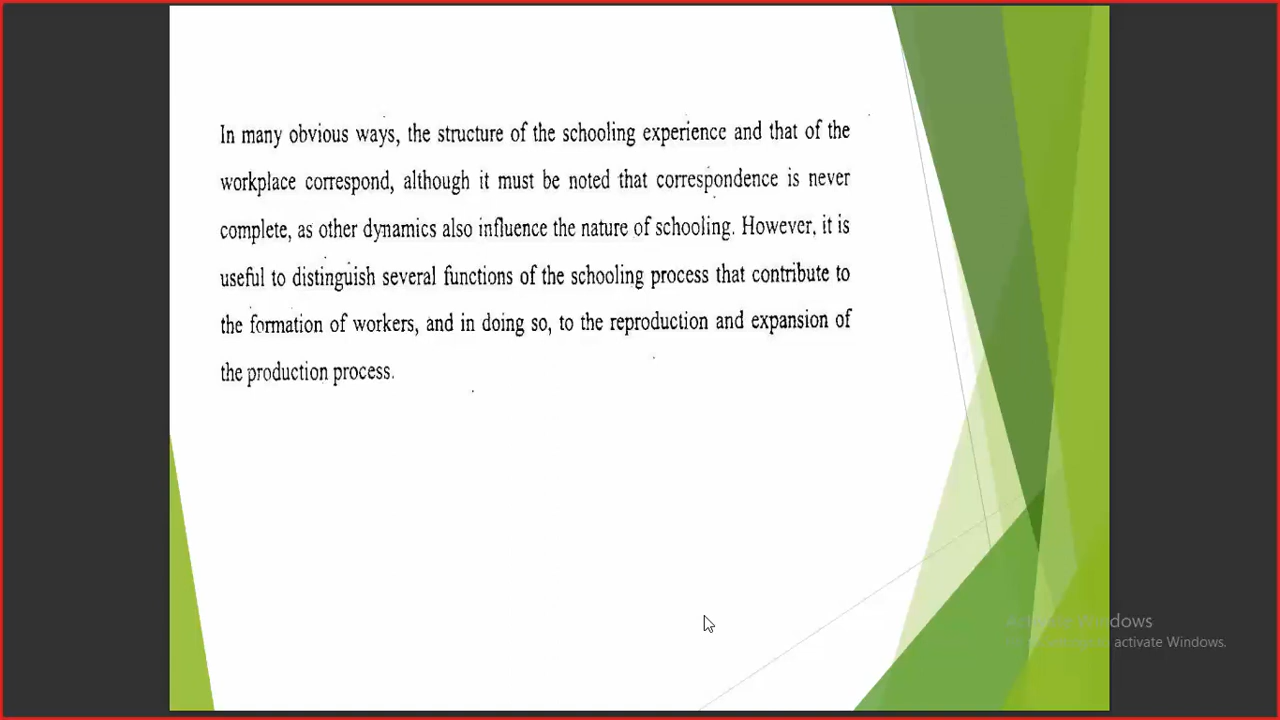 In many obvious ways, the structure of the schooling experience and that of the
workplace correspond, although it must be noted that correspondence is never
complete, as other dynamics also influence the nature of schooling. However, it is
useful to distinguish several functions of the schooling process that contribute to
the formation of workers, and in doing so, to the reproduction and expansion of
the production process.
Activate Windows
activate Windows.